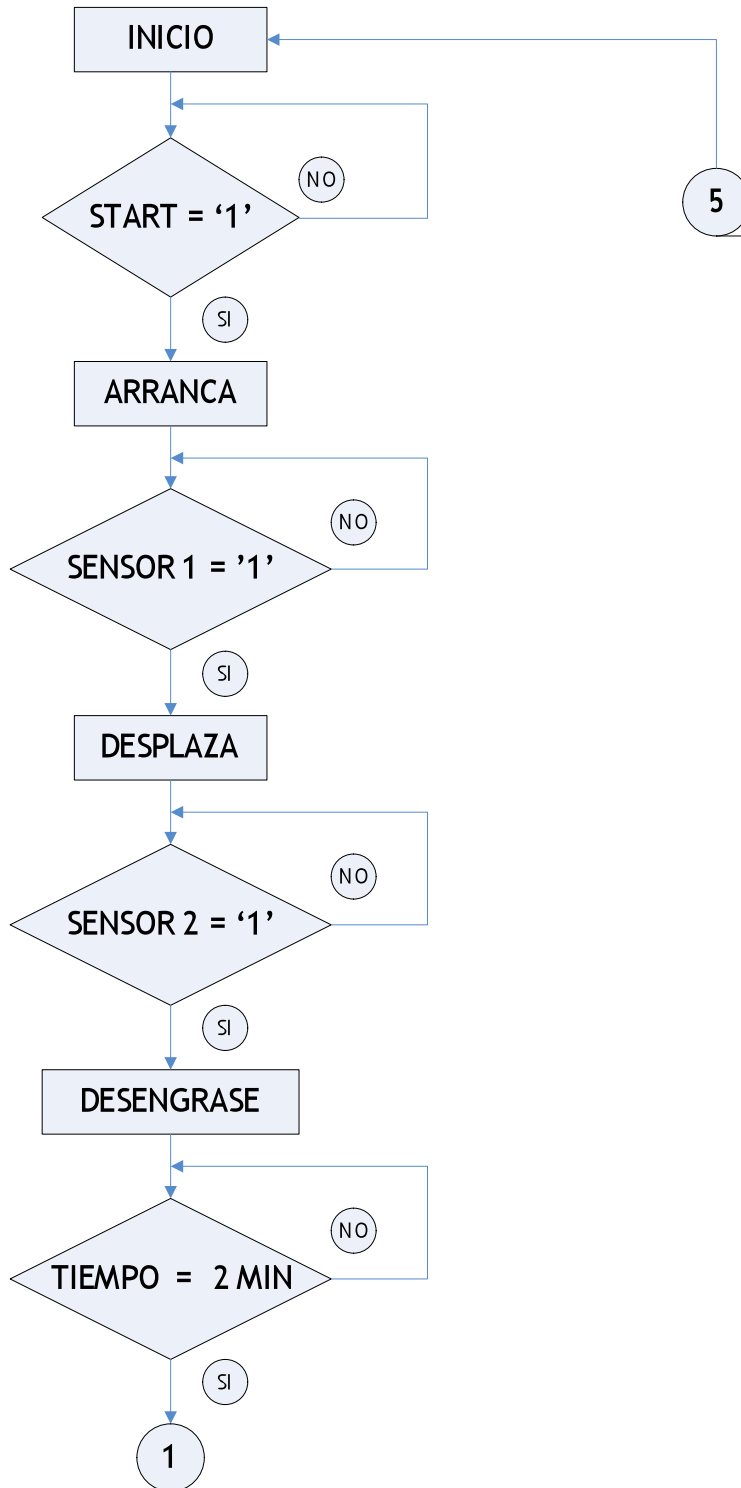 INICIO
START = ‘1’
NO
5
SI
ARRANCA
SENSOR 1 = ’1’
NO
SI
DESPLAZA
SENSOR 2 = ‘1’
NO
SI
DESENGRASE
TIEMPO = 2 MIN
NO
SI
1